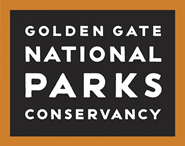 GOLDEN GATE
NATIONAL
PARKS
CONSERVANCY